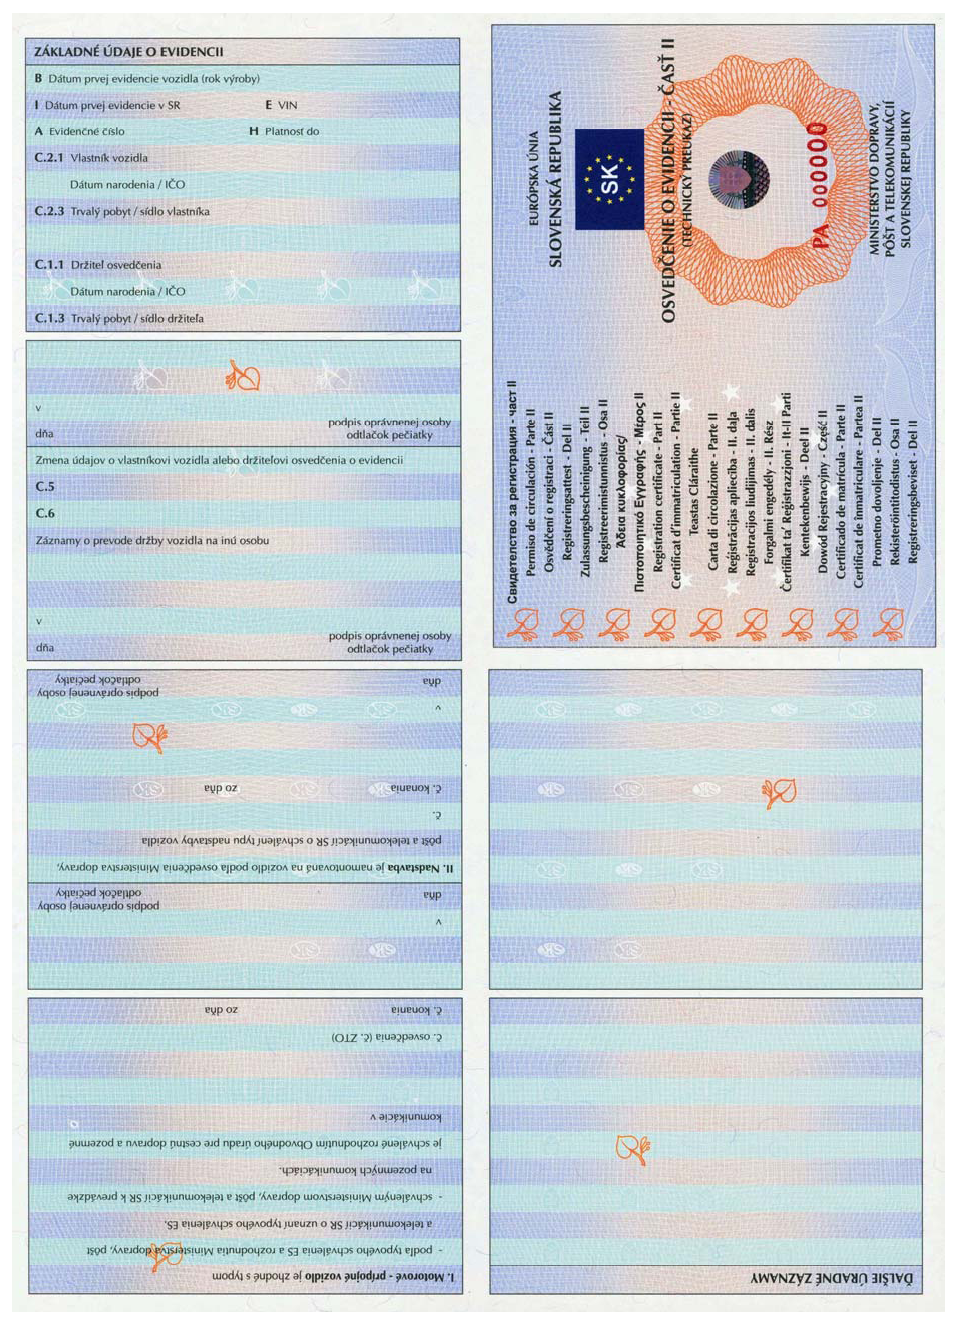 ZÁKLADNÉ ÚDAJE O EVIDENCII
B Dátum prvej evidencie vozidla (rok výroby)
I Dátum prvej evidencie v SR E VIN
A Evidenčné číslo H Platnosť do
C.2.1 Vlastník vozidla
Dátum narodenia / IČO
C.2.3 Trvalý pobyt / sídlo vlastníka
C.1.1 Držiteľ osvedčenia
Dátum narodenia / IČO
C.1.3 Trvalý pobyt / sídlo držiteľa
v
dňa
podpis oprávnenej osoby
odtlačok pečiatky
Zmena údajov o vlastníkovi vozidla alebo držiteľovi osvedčenia o evidencii
C.5
C.6
Záznamy o prevode držby vozidla na inú osobu
v
dňa
podpis oprávnenej osoby
odtlačok pečiatky
EURÓPSKA ÚNIA
SLOVENSKÁ REPUBLIKA
SK
OSVEDČENIE O EVIDENCII - ČASŤ II
(TECHNICKÝ PREUKAZ)
PA 000000
MINISTERSTVO DOPRAVY,
PÔŠT A TELEKOMUNIKÁCIÍ
SLOVENSKEJ REPUBLIKY
Свидетелство за регистрация - част II
Permiso de circulación - Parte II
Osvědčení o registraci - Část II
Registreringsattest - Del II
Zulassungsbescheinigung - Teil II
Registreerimistunnistus - Osa II
Άδεια κυκλοφορίας/
Πιστοποιητικό Εγγραφής - Μέρος II
Registration certificate - Part II
Certificat d'immatriculation - Partie II
Teastas Cláraithe
Carta di circolazione - Parte II
Reģistrācijas apliecība - II. daļa
Registracijos liudijimas - II. dalis
Forgalmi engedély - II. Rész
Ċertifikat ta Reġistrazzjoni - It-II Parti
Kentekenbewijs - Deel II
Dowód Rejestracyjny - Część II
Certificado de matrícula - Parte II
Certificat de înmatriculare - Partea II
Prometno dovoljenje - Del II
Rekisteröintitodistus - Osa II
Registreringsbeviset - Del II
I. Motorové - prípojné vozidlo je zhodné s typom
- podľa typového schválenia ES a rozhodnutia Ministerstva dopravy, pôšt
a telekomunikácií SR o uznaní typového schválenia ES.
- schváleným Ministerstvom dopravy, pôšt a telekomunikácií SR k prevádzke
na pozemných komunikáciách.
je schválené rozhodnutím Obvodného úradu pre cestnú dopravu a pozemné
komunikácie v
č. osvedčenia (č. ZTO)
č. konania zo dňa
v
dňa
podpis oprávnenej osoby
odtlačok pečiatky
II. Nadstavba je namontovaná na vozidlo podľa osvedčenia Ministerstva dopravy,
pôšt a telekomunikácií SR o schválení typu nadstavby vozidla
č.
č. konania zo dňa
v
dňa
podpis oprávnenej osoby
odtlačok pečiatky
ĎALŠIE ÚRADNÉ ZÁZNAMY